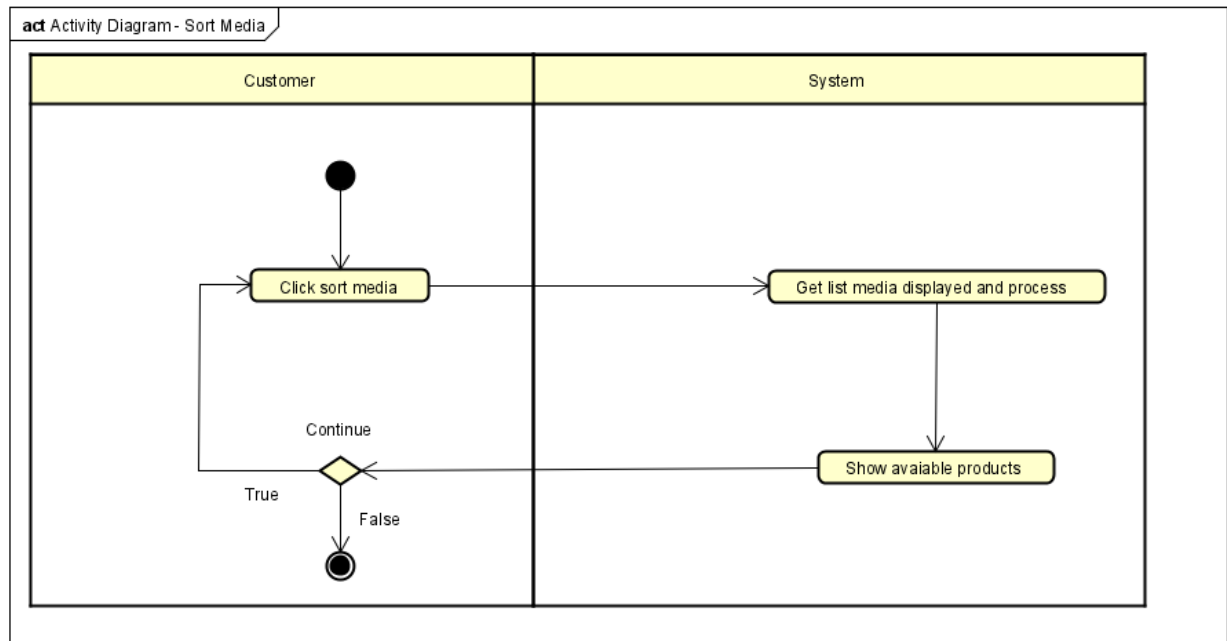 act Activity Diagram - Sort Media
Customer
System
Click sort media
Get list media displayed and process
Continue
Show avaiable products
True
False